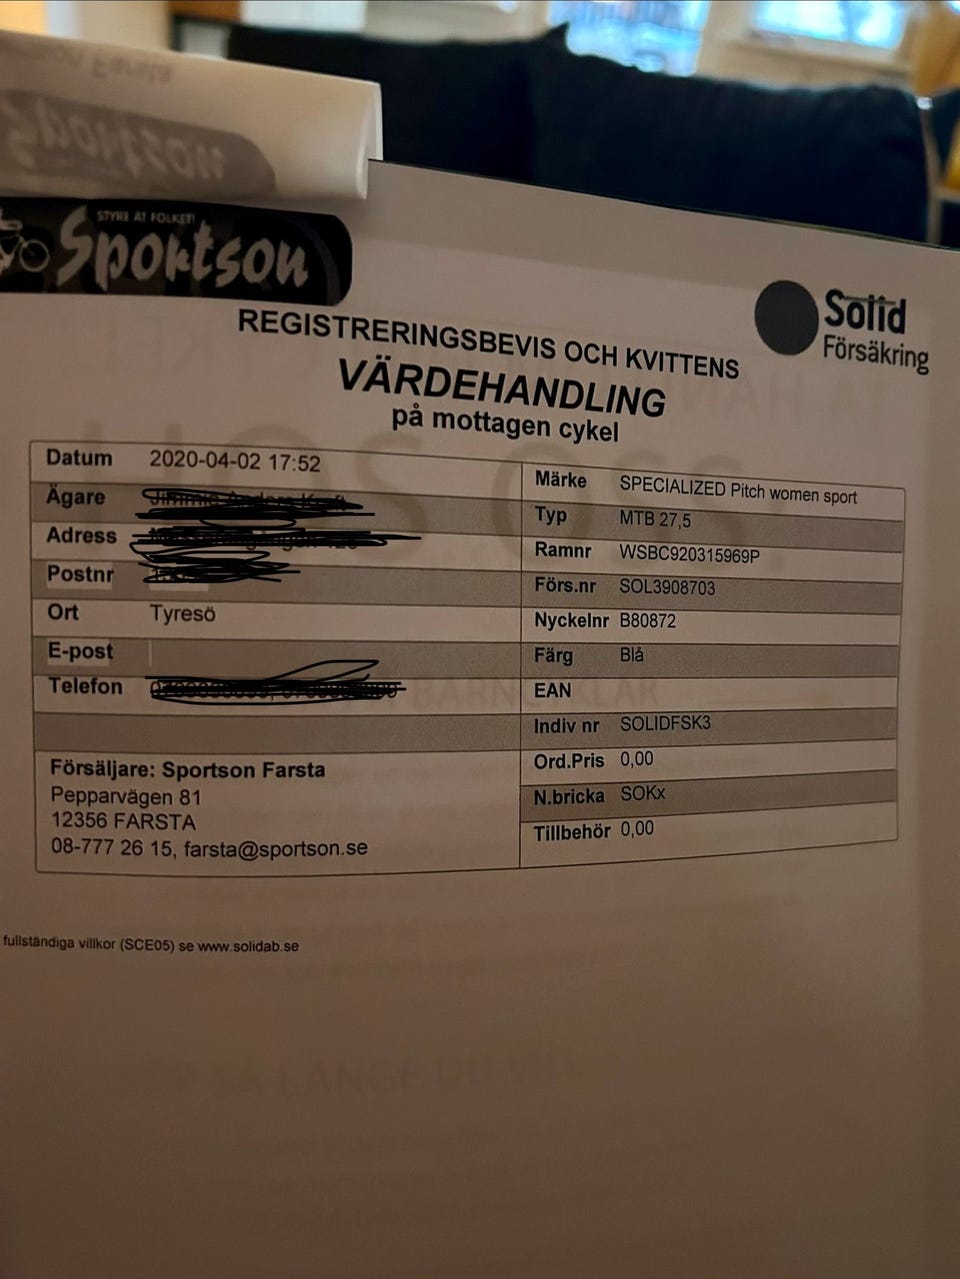 STYRE ÅT FOLKET!
Sportson
Solid
Försäkring
REGISTRERINGSBEVIS OCH KVITTENS
VÄRDEHANDLING
på mottagen cykel
Datum 2020-04-02 17:52
Ägare
Adress
Postnr
Ort Tyresö
E-post
Telefon
Försäljare: Sportson Farsta
Pepparvägen 81
12356 FARSTA
08-777 26 15, farsta@sportson.se
Märke SPECIALIZED Pitch women sport
Typ MTB 27,5
Ramnr WSBC920315969P
Förs.nr SOL3908703
Nyckelnr B80872
Färg Blå
EAN
Indiv nr SOLIDFSK3
Ord.Pris 0,00
N.bricka SOKx
Tillbehör 0,00
fullständiga villkor (SCE05) se www.solidab.se